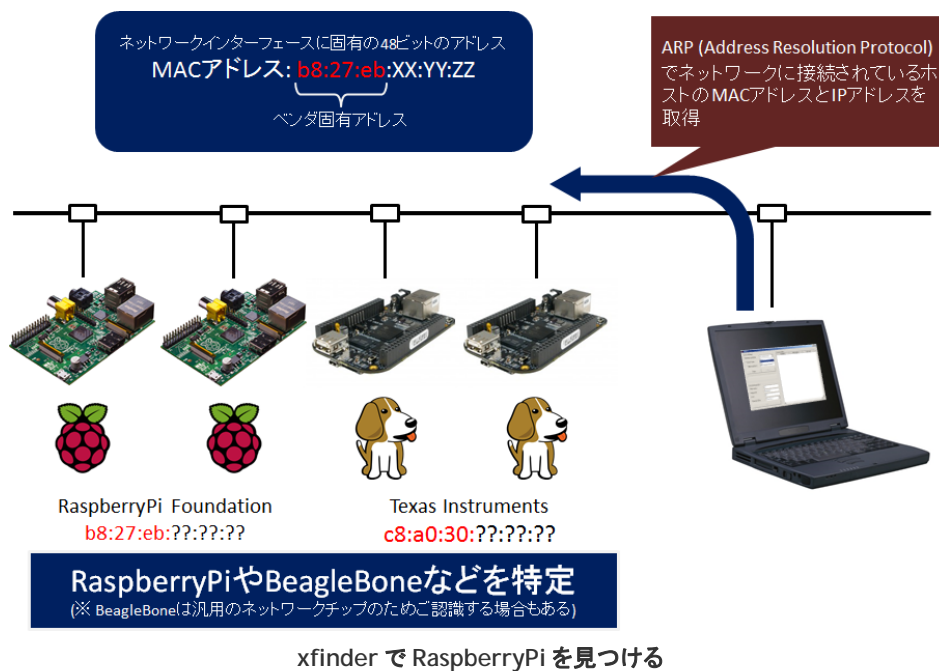 ネットワークインターフェースに固有の48ビットのアドレス
MACアドレス: b8:27:eb:XX:YY:ZZ
ベンダ固有アドレス
ARP (Address Resolution Protocol)
でネットワークに接続されているホ
ストのMACアドレスとIPアドレスを
取得
RaspberryPi Foundation
b8:27:eb:??:??:??
Texas Instruments
c8:a0:30:??:??:??
RaspberryPiやBeagleBoneなどを特定
(※ BeagleBoneは汎用のネットワークチップのためご認識する場合もある)
xfinder で RaspberryPi を見つける